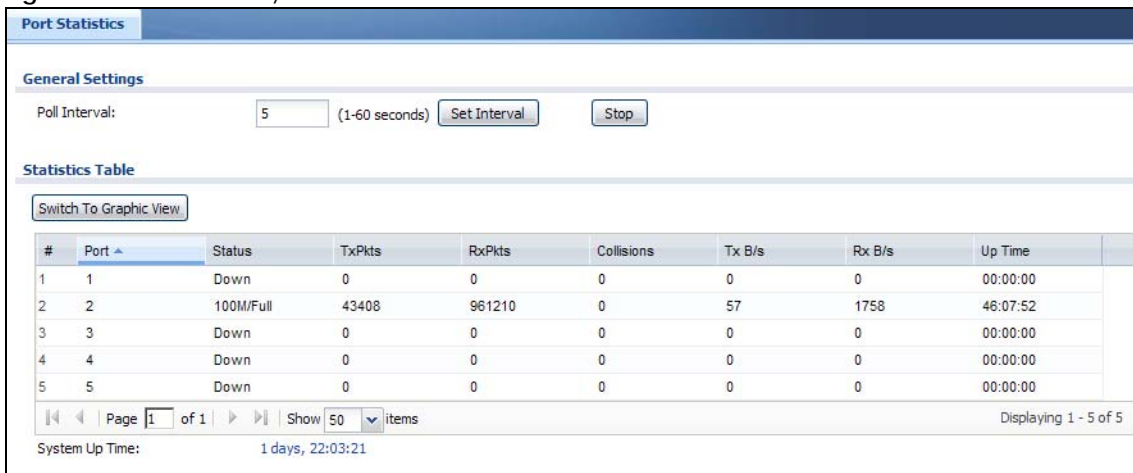 Port Statistics
General Settings
Poll Interval: 5 (1-60 seconds) Set Interval Stop
Statistics Table
Switch To Graphic View
# Port Status TxPkts RxPkts Collisions Tx B/s Rx B/s Up Time
1 1 Down 0 0 0 0 0 00:00:00
2 2 100M/Full 43408 961210 0 57 1758 46:07:52
3 3 Down 0 0 0 0 0 00:00:00
4 4 Down 0 0 0 0 0 00:00:00
5 5 Down 0 0 0 0 0 00:00:00
Page 1 of 1 Show 50 items Displaying 1 - 5 of 5
System Up Time: 1 days, 22:03:21